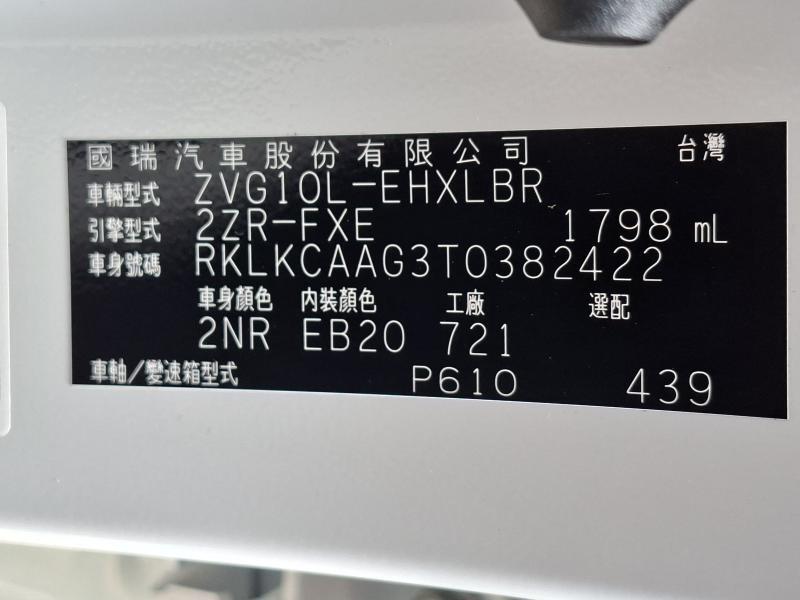 國瑞汽車股份有限公司 台灣
車輛型式 ZVG10L-EHXLBR
引擎型式 2ZR-FXE 1798 mL
車身號碼 RKLKCAAG3T0382422
車身顏色 內裝顏色 工廠 選配
2NR EB20 721
車軸/變速箱型式 P610 439